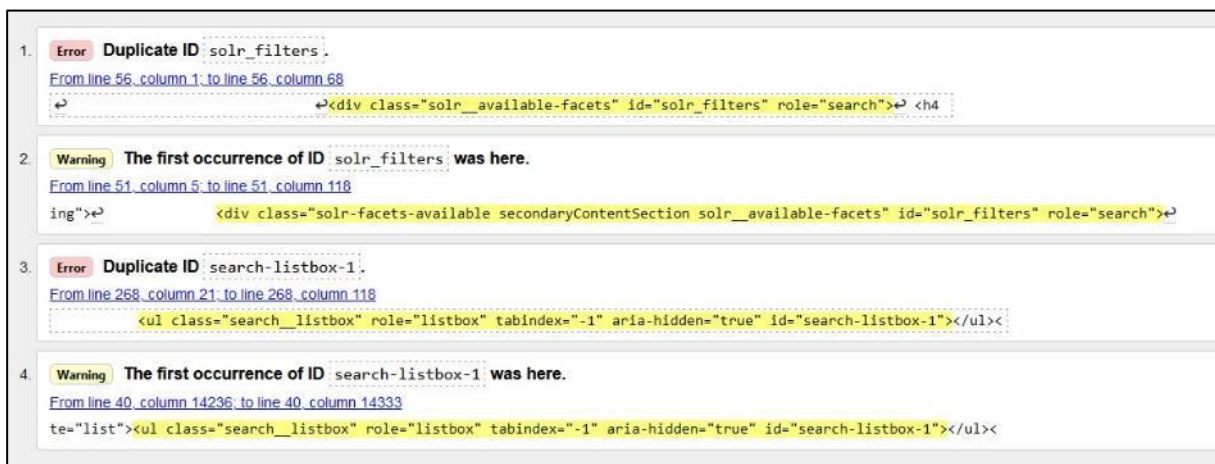 1. Error Duplicate ID solr_filters.
From line 56, column 1; to line 56, column 68
↩ ↩<div class="solr__available-facets" id="solr_filters" role="search">↩ <h4
2. Warning The first occurrence of ID solr_filters was here.
From line 51, column 5; to line 51, column 118
ing">↩ <div class="solr-facets-available secondaryContentSection solr__available-facets" id="solr_filters" role="search">↩
3. Error Duplicate ID search-listbox-1.
From line 268, column 21; to line 268, column 118
<ul class="search__listbox" role="listbox" tabindex="-1" aria-hidden="true" id="search-listbox-1"></ul><
4. Warning The first occurrence of ID search-listbox-1 was here.
From line 40, column 14236; to line 40, column 14333
te="list"><ul class="search__listbox" role="listbox" tabindex="-1" aria-hidden="true" id="search-listbox-1"></ul><